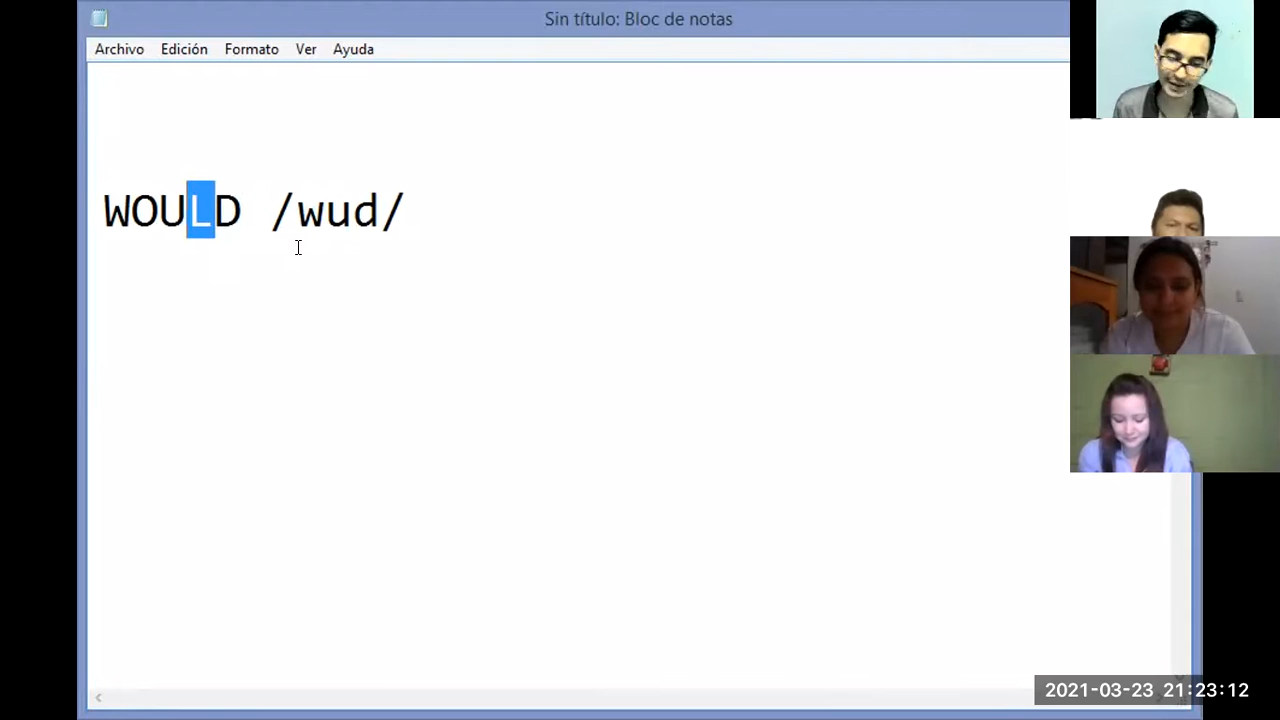 Sin título: Bloc de notas
Archivo Edición Formato Ver Ayuda
WOULD /wud/
2021-03-23 21:23:12